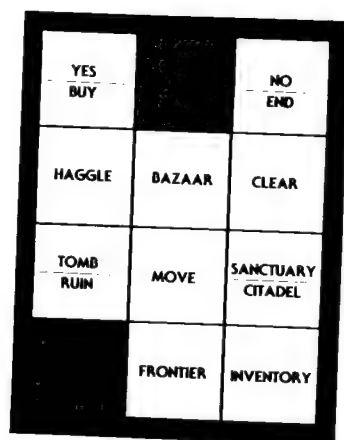 YES
BUY
NO
END
HAGGLE
BAZAAR
CLEAR
TOMB
RUIN
MOVE
SANCTUARY
CITADEL
FRONTIER
INVENTORY